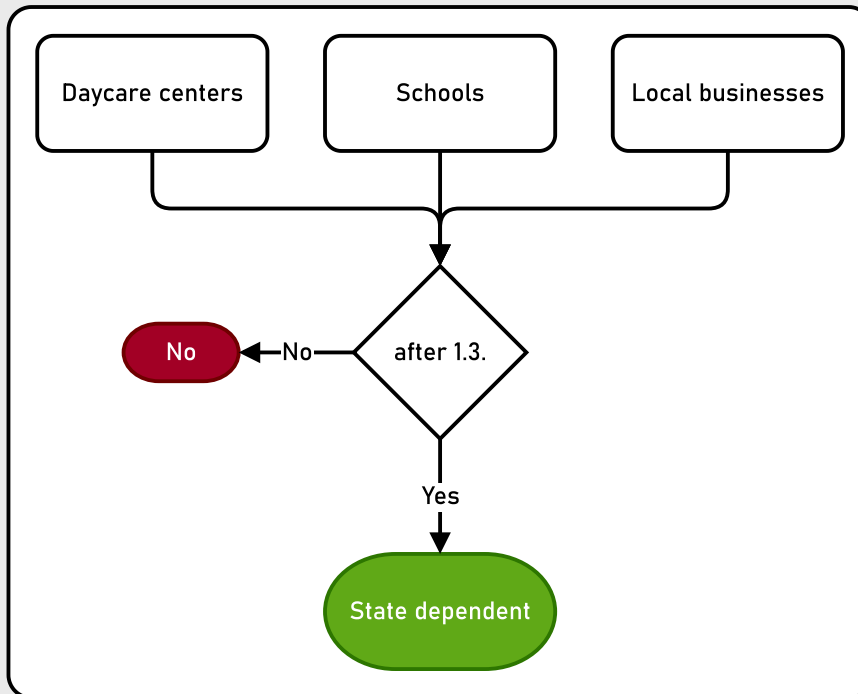 Daycare centers
Schools
Local businesses
after 1.3.
No
No
Yes
State dependent